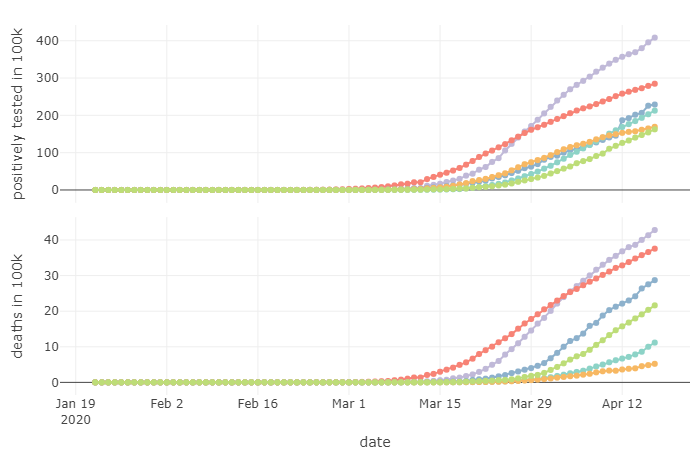 positively tested in 100k
400
300
200
100
0
deaths in 100k
40
30
20
10
0
Jan 19
2020
Feb 2
Feb 16
Mar 1
Mar 15
Mar 29
Apr 12
date